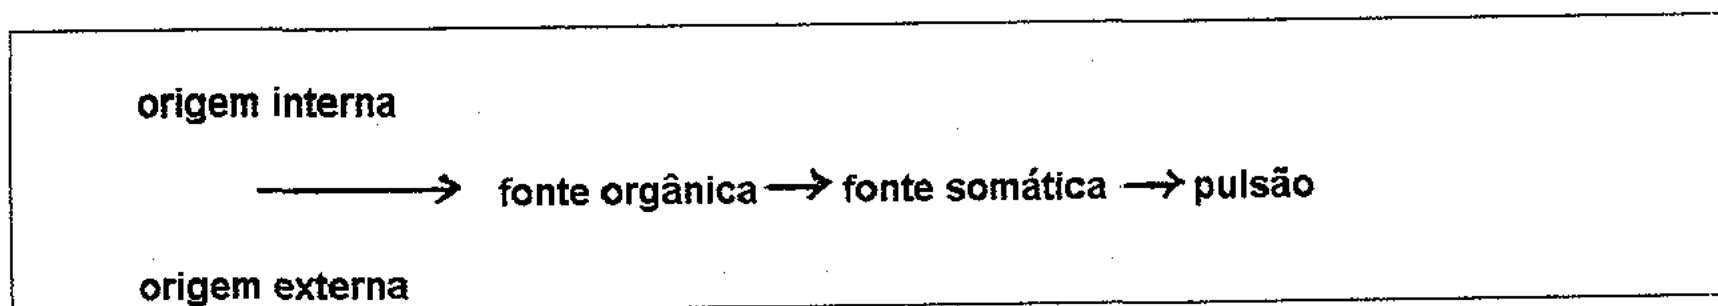 origem interna
fonte orgânica → fonte somática → pulsão
origem externa